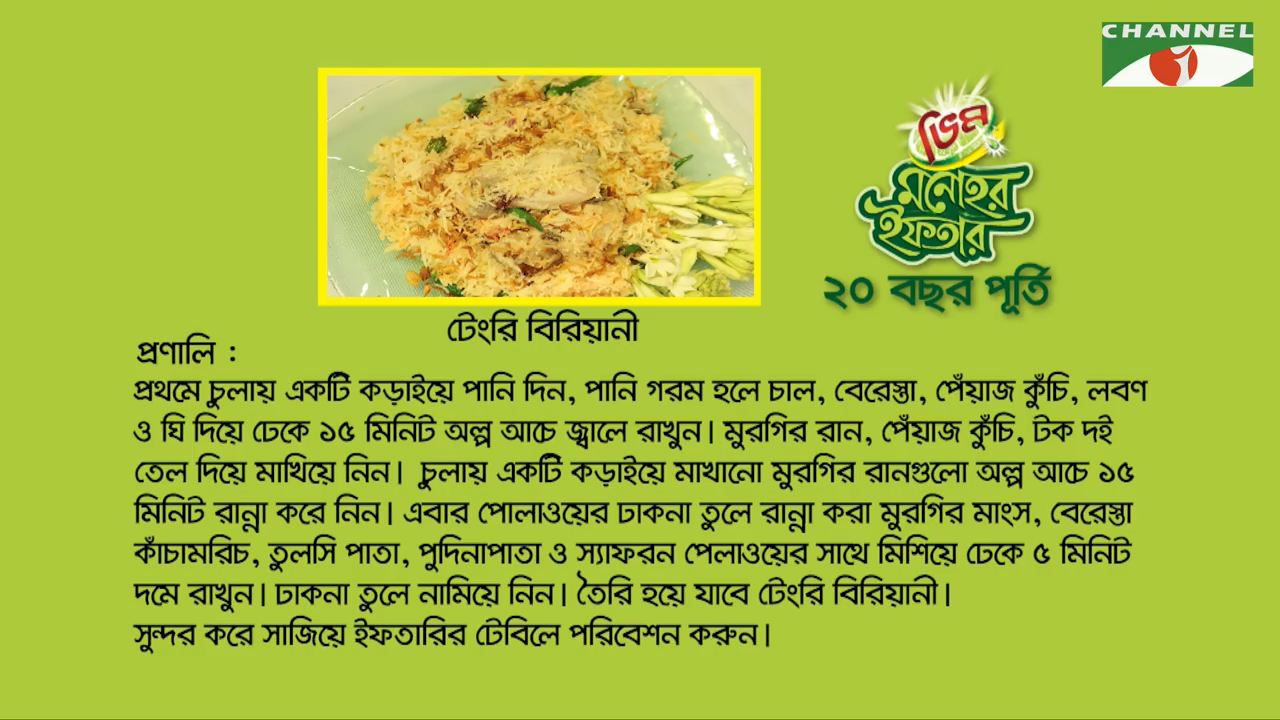 CHANNEL
i
ভিম
মনোহর
ইফতার
২০ বছর পূর্তি
টেংরি বিরিয়ানী
প্রণালি :
প্রথমে চুলায় একটি কড়াইয়ে পানি দিন, পানি গরম হলে চাল, বেরেস্তা, পেঁয়াজ কুঁচি, লবণ
ও ঘি দিয়ে ঢেকে ১৫ মিনিট অল্প আচে জ্বালে রাখুন। মুরগির রান, পেঁয়াজ কুঁচি, টক দই
তেল দিয়ে মাখিয়ে নিন। চুলায় একটি কড়াইয়ে মাখানো মুরগির রানগুলো অল্প আচে ১৫
মিনিট রান্না করে নিন। এবার পোলাওয়ের ঢাকনা তুলে রান্না করা মুরগির মাংস, বেরেস্তা
কাঁচামরিচ, তুলসি পাতা, পুদিনাপাতা ও স্যাফরন পেলাওয়ের সাথে মিশিয়ে ঢেকে ৫ মিনিট
দমে রাখুন। ঢাকনা তুলে নামিয়ে নিন। তৈরি হয়ে যাবে টেংরি বিরিয়ানী।
সুন্দর করে সাজিয়ে ইফতারির টেবিলে পরিবেশন করুন।